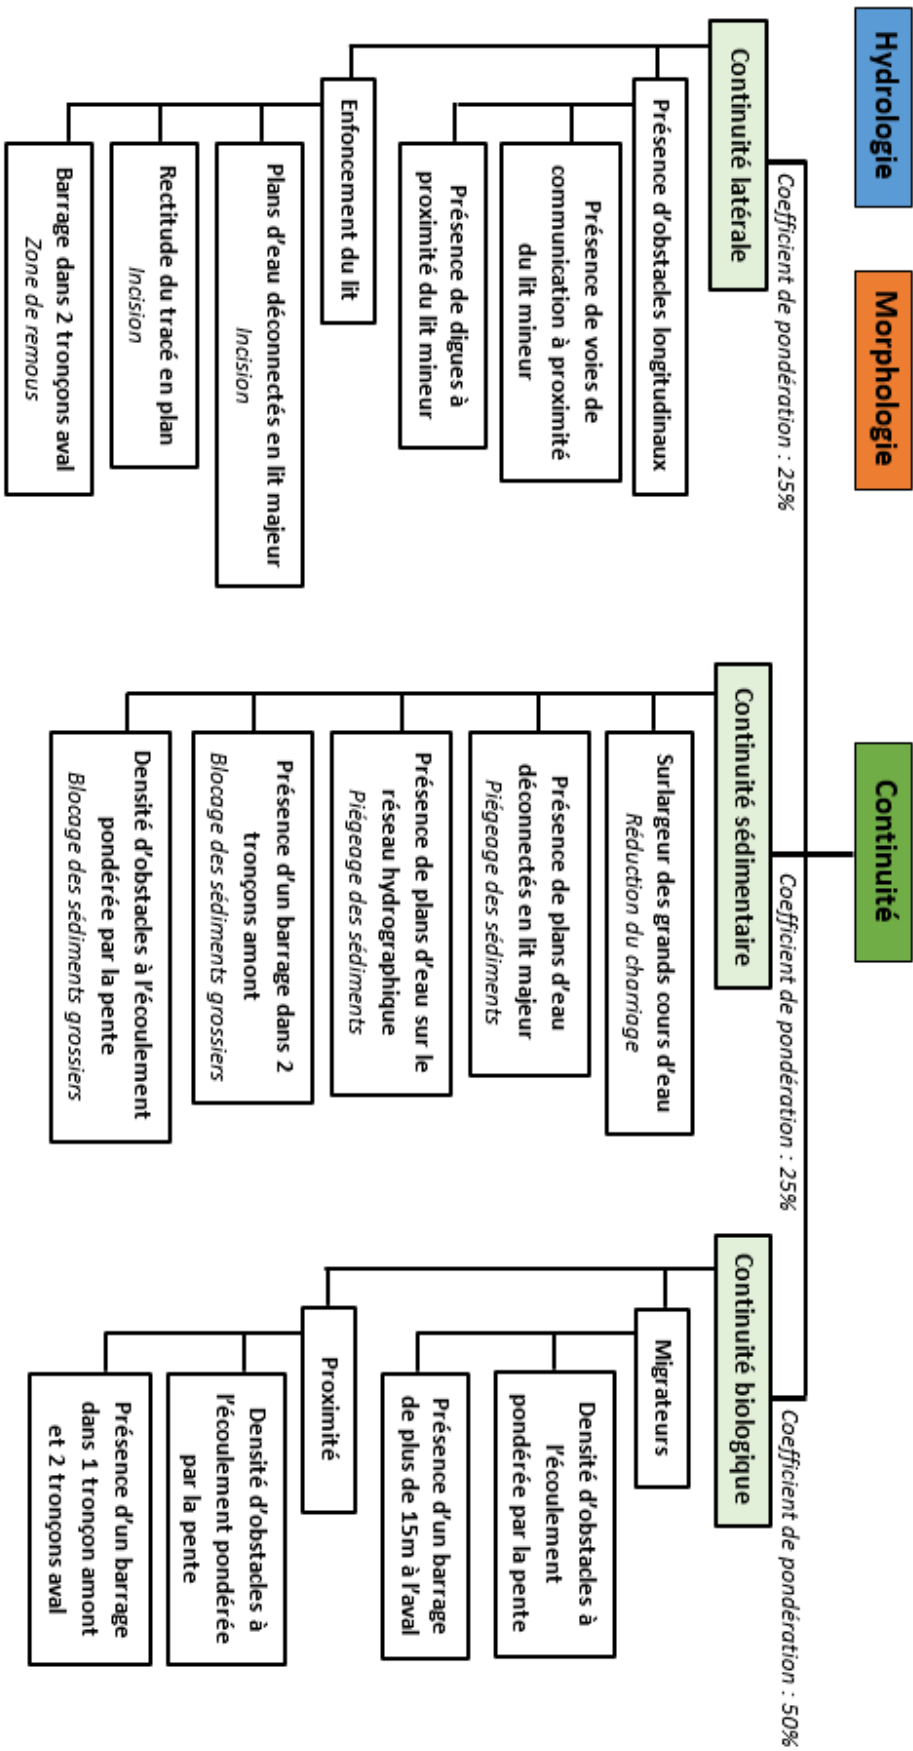 Hydrologie
Morphologie
Continuité
Continuité latérale
Coefficient de pondération : 25%
Présence d'obstacles longitudinaux
Présence de voies de
communication à proximité
du lit mineur
Présence de digues à
proximité du lit mineur
Enfoncement du lit
Plans d'eau déconnectés en lit majeur
Incision
Rectitude du tracé en plan
Incision
Barrage dans 2 tronçons aval
Zone de remous
Continuité sédimentaire
Coefficient de pondération : 25%
Surlargeur des grands cours d'eau
Réduction du charriage
Présence de plans d'eau
déconnectés en lit majeur
Piégeage des sédiments
Présence de plans d'eau sur le
réseau hydrographique
Piégeage des sédiments
Présence d'un barrage dans 2
tronçons amont
Blocage des sédiments grossiers
Densité d'obstacles à l'écoulement
pondérée par la pente
Blocage des sédiments grossiers
Continuité biologique
Coefficient de pondération : 50%
Migrateurs
Densité d'obstacles à
l'écoulement
pondérée par la pente
Présence d'un barrage
de plus de 15m à l'aval
Proximité
Densité d'obstacles à
l'écoulement pondérée
par la pente
Présence d'un barrage
dans 1 tronçon amont
et 2 tronçons aval